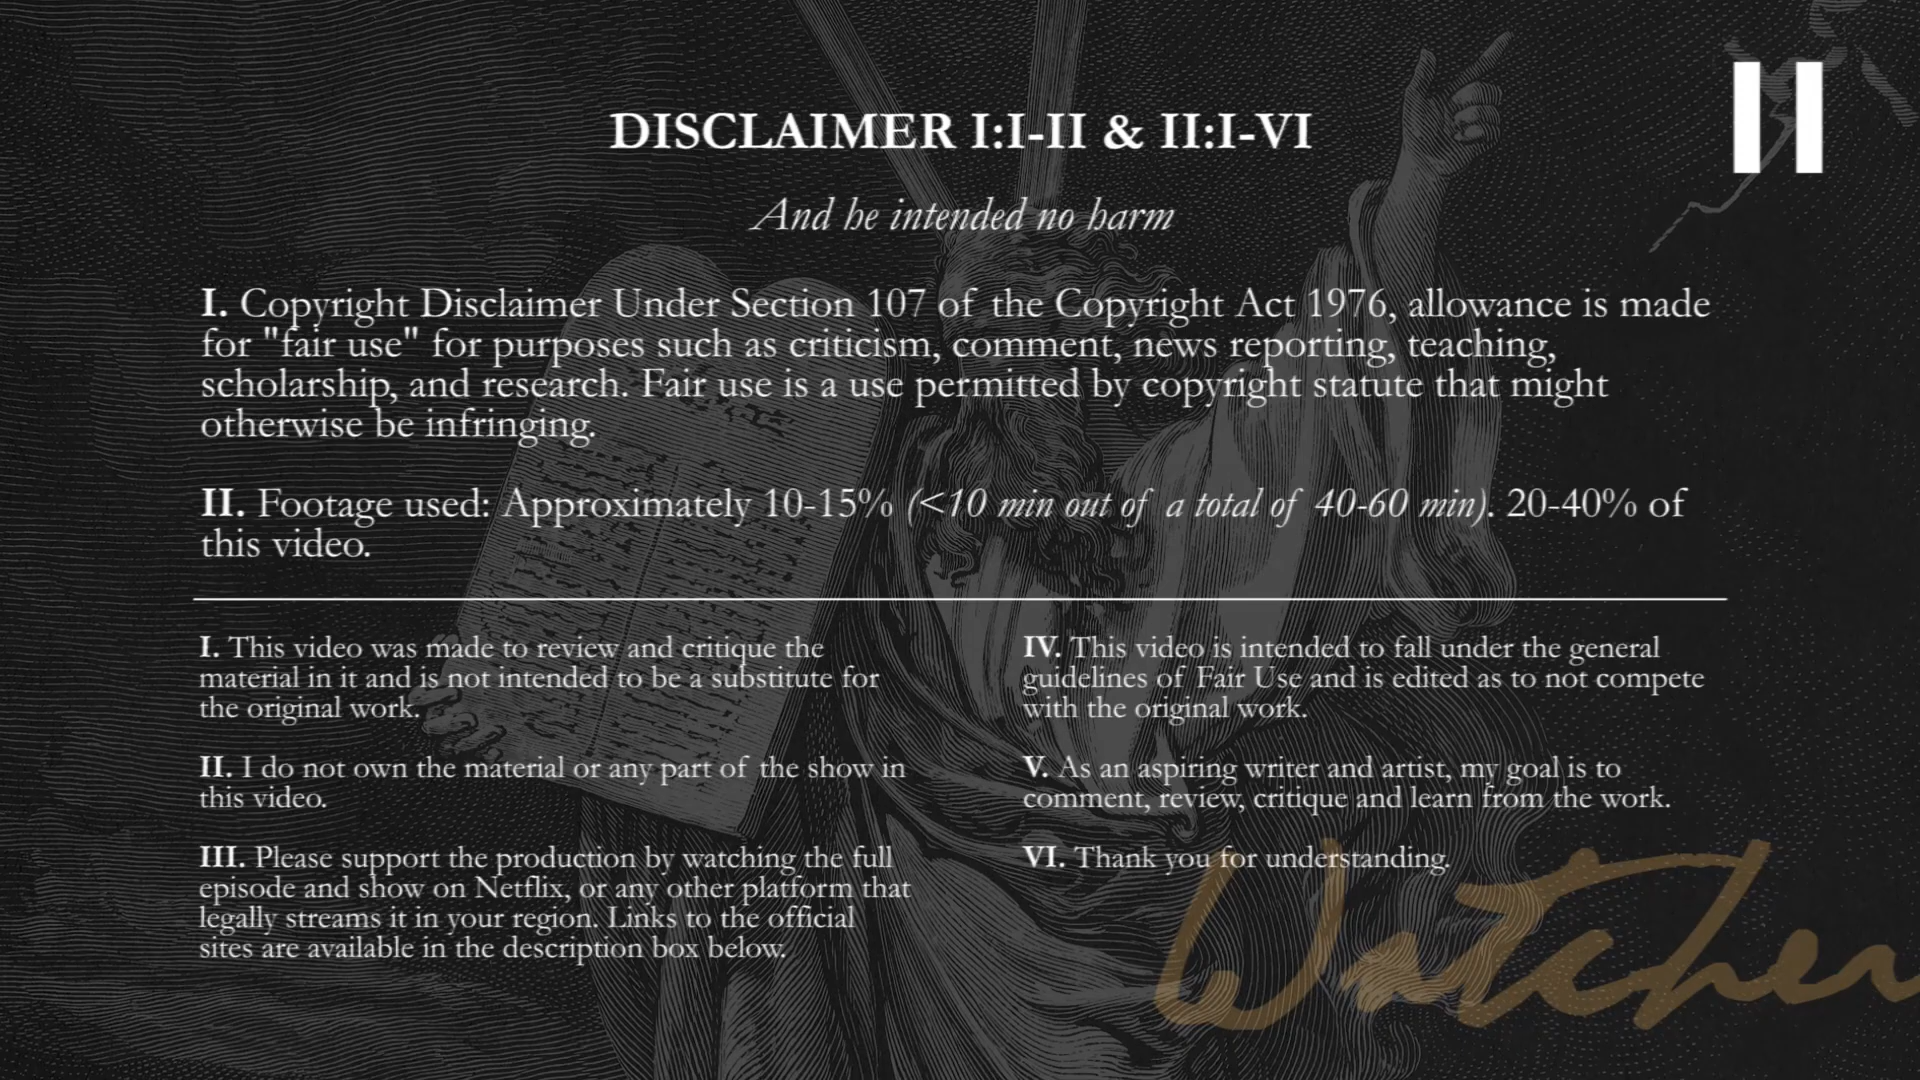 DISCLAIMER I:I-II & II:I-VI
And he intended no harm
I. Copyright Disclaimer Under Section 107 of the Copyright Act 1976, allowance is made
for "fair use" for purposes such as criticism, comment, news reporting, teaching,
scholarship, and research. Fair use is a use permitted by copyright statute that might
otherwise be infringing.
II. Footage used: Approximately 10-15% (<10 min out of a total of 40-60 min). 20-40% of
this video.
I. This video was made to review and critique the
material in it and is not intended to be a substitute for
the original work.
II. I do not own the material or any part of the show in
this video.
III. Please support the production by watching the full
episode and show on Netflix, or any other platform that
legally streams it in your region. Links to the official
sites are available in the description box below.
IV. This video is intended to fall under the general
guidelines of Fair Use and is edited as to not compete
with the original work.
V. As an aspiring writer and artist, my goal is to
comment, review, critique and learn from the work.
VI. Thank you for understanding.
Watcher